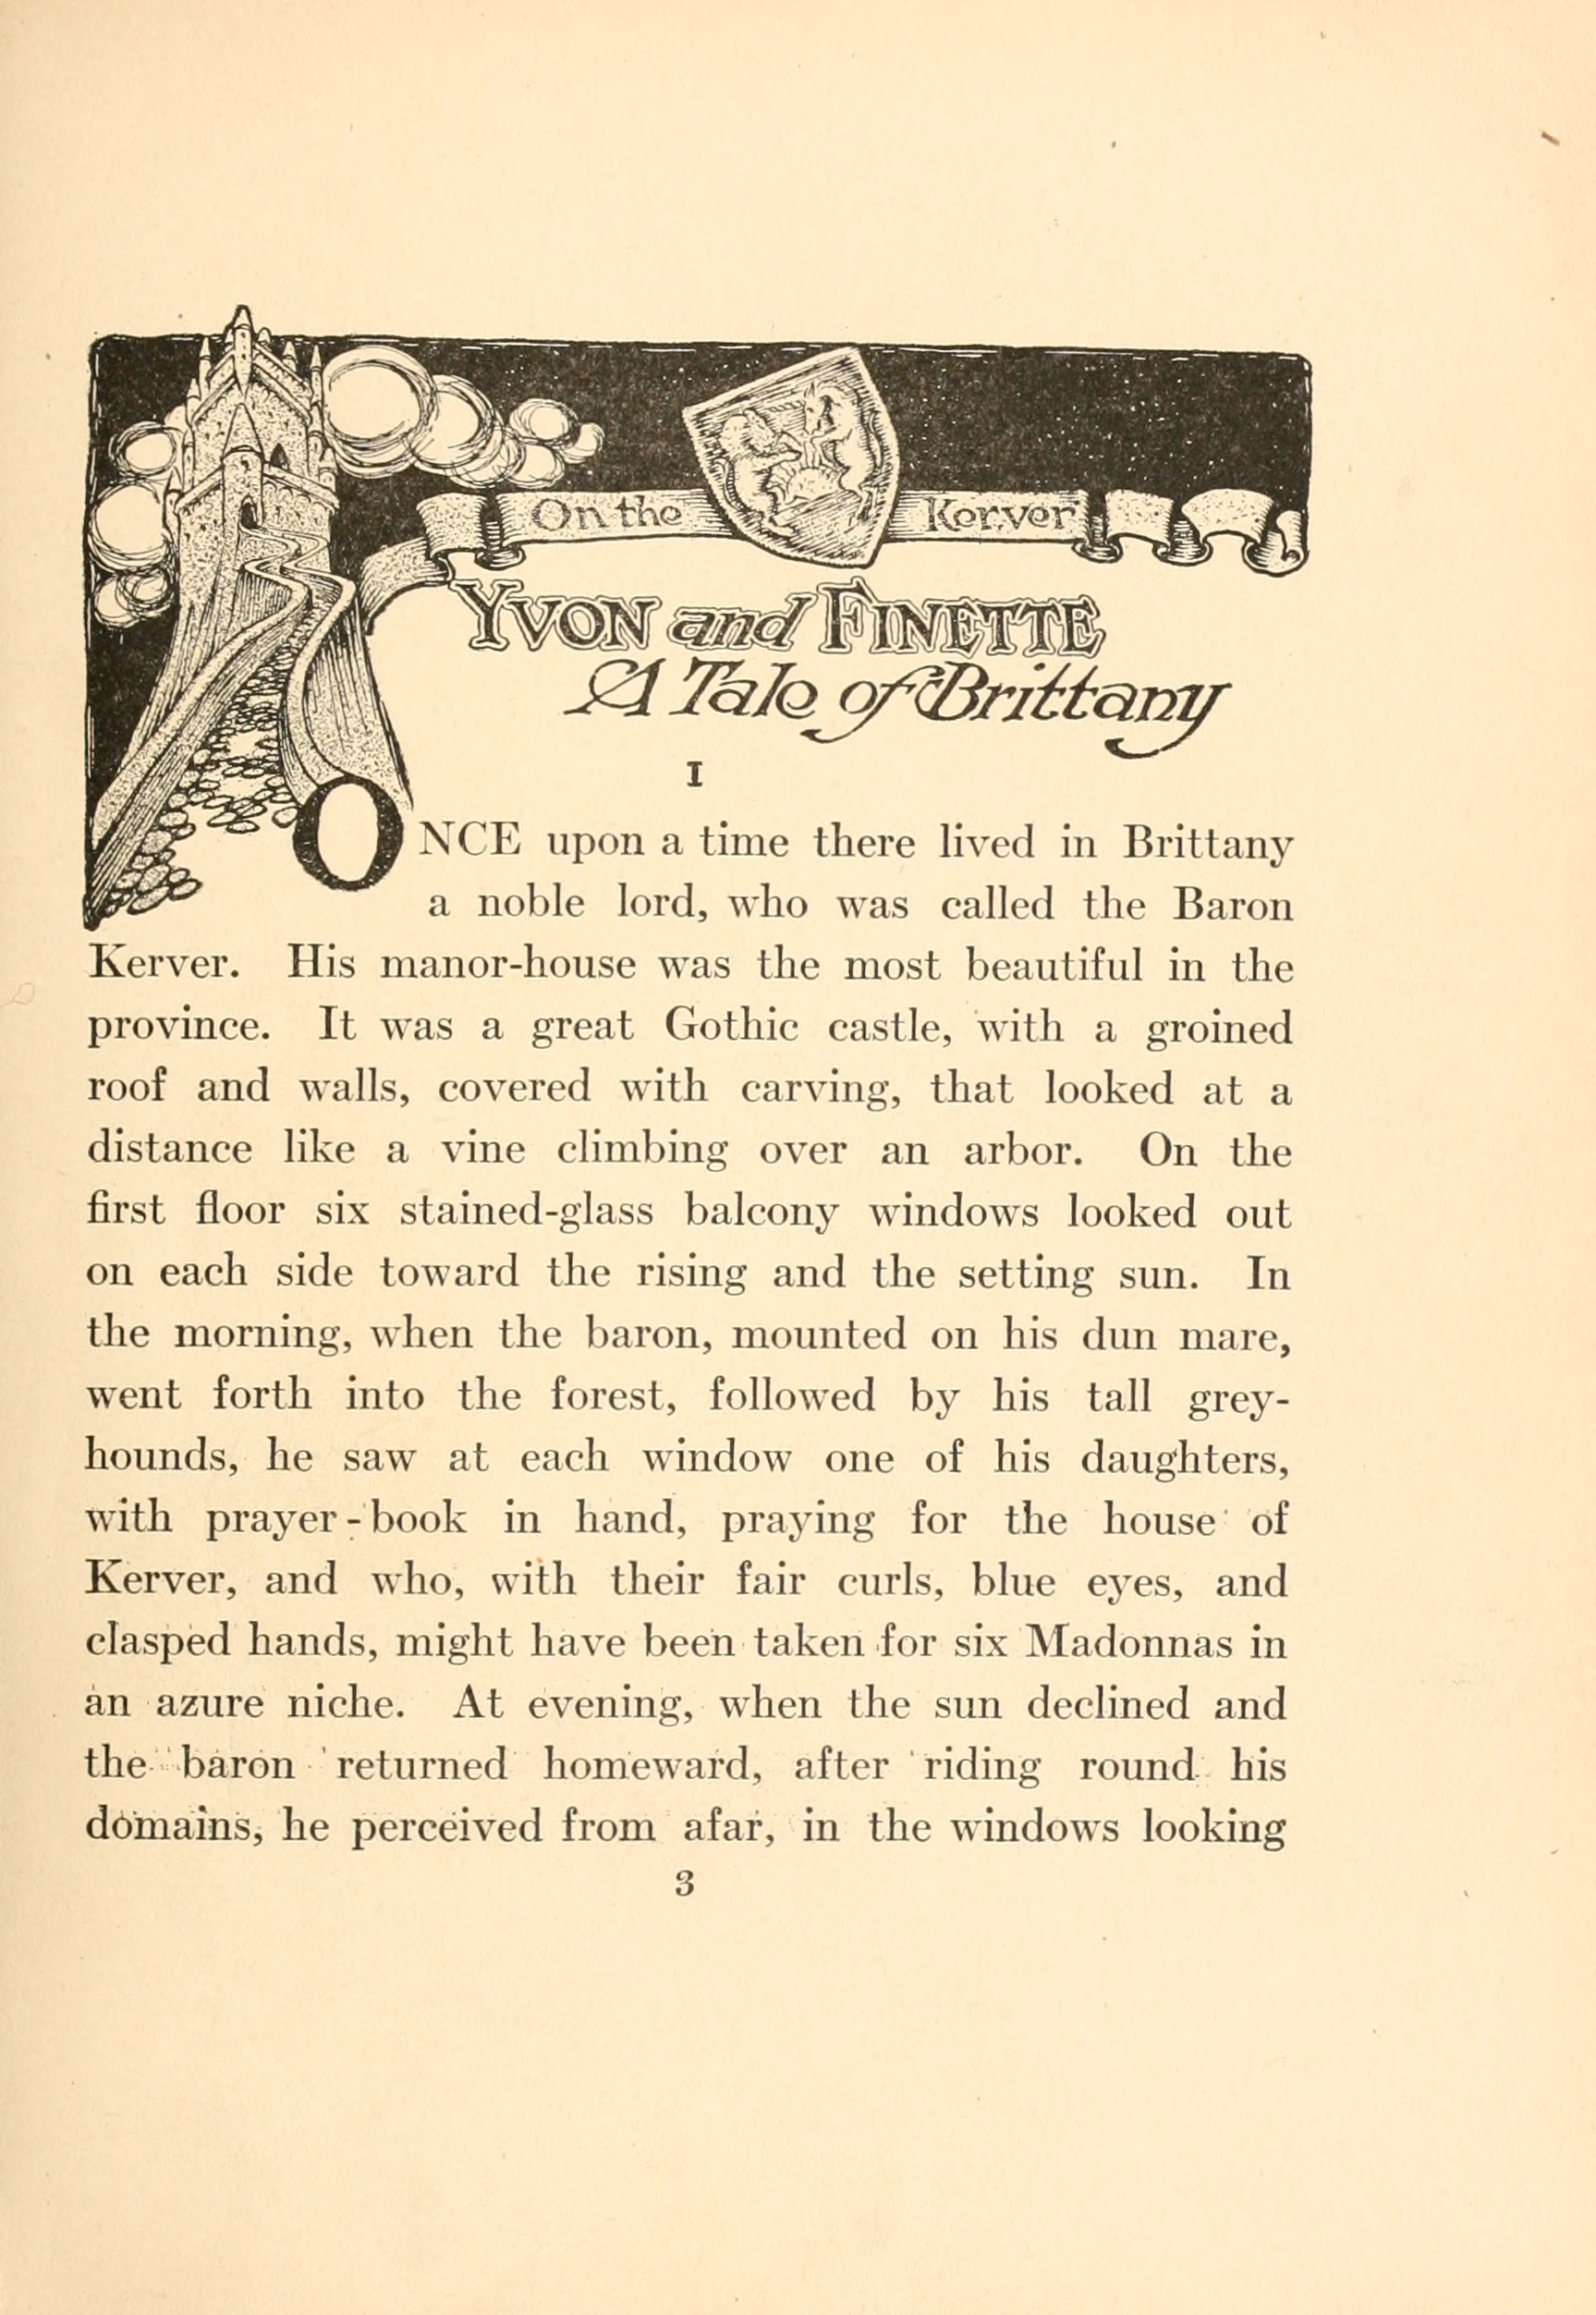 On the Kerver
YVON and FINETTE
A Tale of Brittany
I
ONCE upon a time there lived in Brittany
a noble lord, who was called the Baron
Kerver. His manor-house was the most beautiful in the
province. It was a great Gothic castle, with a groined
roof and walls, covered with carving, that looked at a
distance like a vine climbing over an arbor. On the
first floor six stained-glass balcony windows looked out
on each side toward the rising and the setting sun. In
the morning, when the baron, mounted on his dun mare,
went forth into the forest, followed by his tall grey-
hounds, he saw at each window one of his daughters,
with prayer-book in hand, praying for the house of
Kerver, and who, with their fair curls, blue eyes, and
clasped hands, might have been taken for six Madonnas in
an azure niche. At evening, when the sun declined and
the baron returned homeward, after riding round his
domains, he perceived from afar, in the windows looking
3